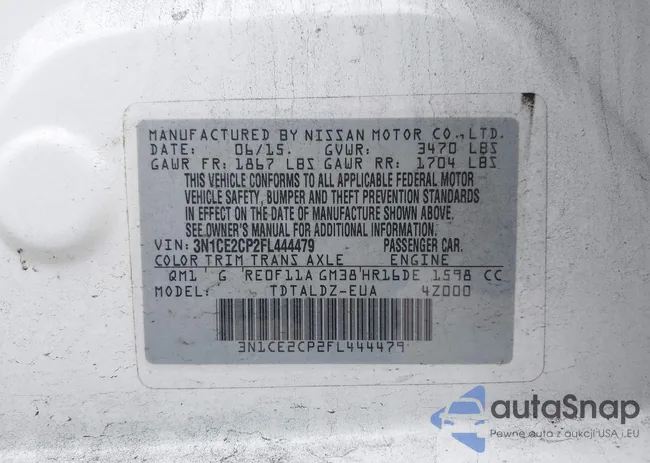 MANUFACTURED BY NISSAN MOTOR CO.,LTD.
DATE: 06/15. GVWR: 3470 LBS
GAWR FR: 1867 LBS GAWR RR: 1704 LBS
THIS VEHICLE CONFORMS TO ALL APPLICABLE FEDERAL MOTOR
VEHICLE SAFETY, BUMPER AND THEFT PREVENTION STANDARDS
IN EFFECT ON THE DATE OF MANUFACTURE SHOWN ABOVE.
SEE OWNER'S MANUAL FOR ADDITIONAL INFORMATION.
VIN: 3N1CE2CP2FL444479 PASSENGER CAR.
COLOR TRIM TRANS AXLE ENGINE
QM1 G RE0F11A GM38 HR16DE 1598 CC
MODEL: TDTALDZ-EUA 4Z000
3N1CE2CP2FL444479
autoSnap
Pewne auta z aukcji USA i EU